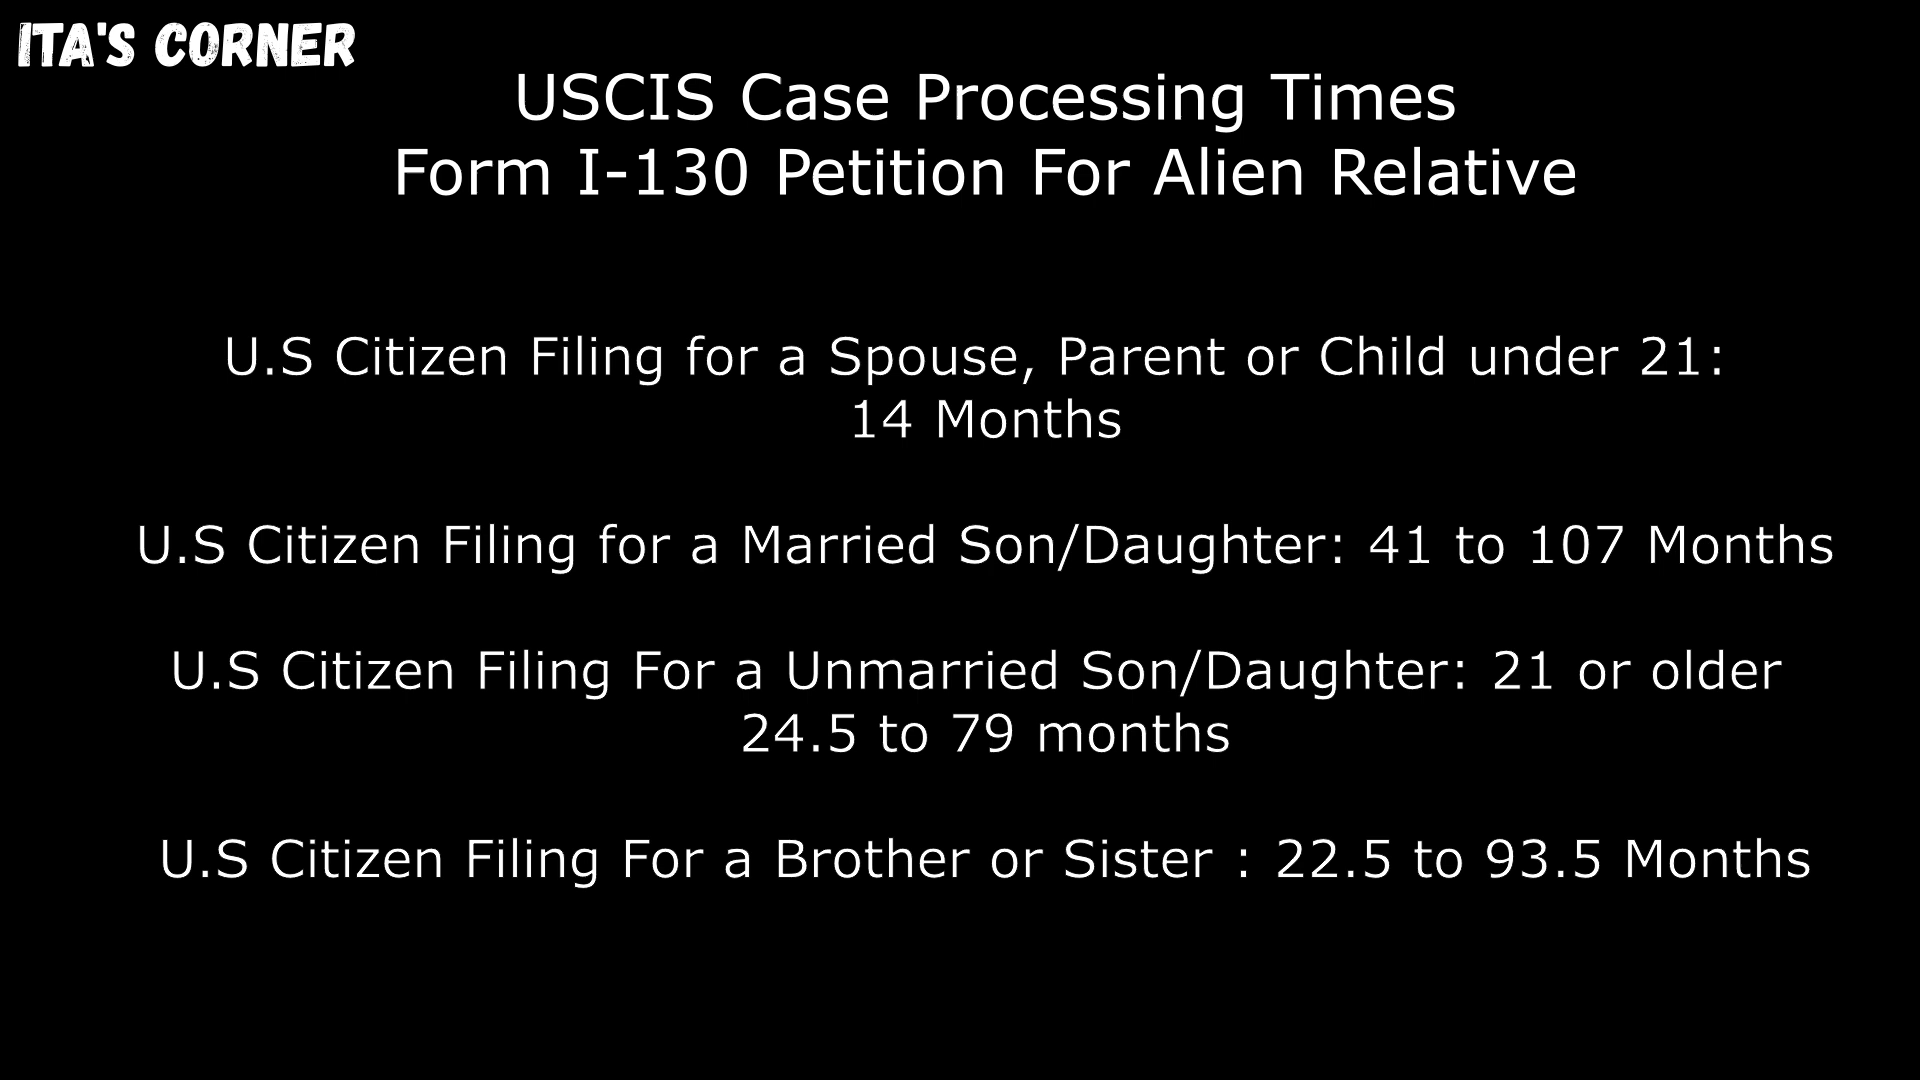 ITA'S CORNER
USCIS Case Processing Times
Form I-130 Petition For Alien Relative
U.S Citizen Filing for a Spouse, Parent or Child under 21:
14 Months
U.S Citizen Filing for a Married Son/Daughter: 41 to 107 Months
U.S Citizen Filing For a Unmarried Son/Daughter: 21 or older
24.5 to 79 months
U.S Citizen Filing For a Brother or Sister : 22.5 to 93.5 Months